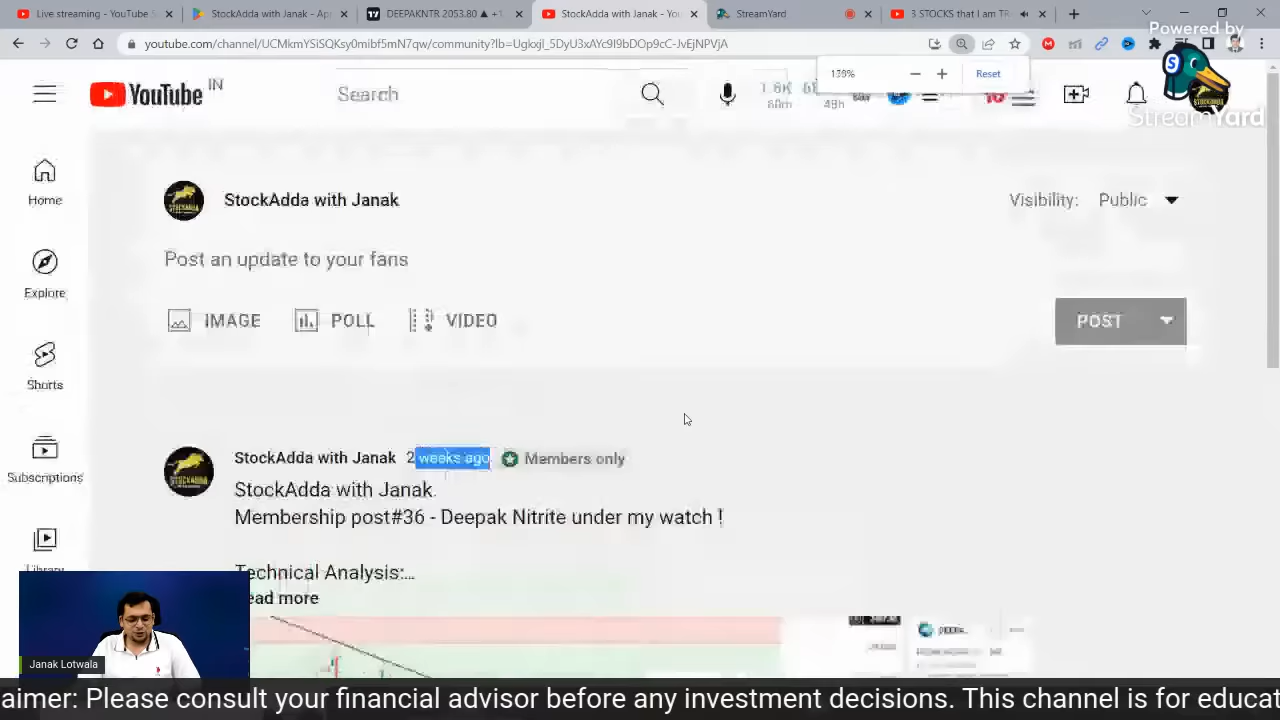 Live streaming - YouTube S
StockAdda with Janak - Ap
DEEPAKNTR 2053.80 ▲ +1
StockAdda with Janak - You
StreamYard
3 STOCKS that I am TR
youtube.com/channel/UCMkmYSiSQKsy0mibf5mN7qw/community?lb=UgkxjI_5DyU3xAYc9I9bDOp9cC-JvEjNPVjA
Powered by
StreamYard
Reset
YouTube IN
Search
Home
Explore
Shorts
Subscriptions
Library
StockAdda with Janak
Visibility: Public
Post an update to your fans
IMAGE POLL VIDEO
POST
StockAdda with Janak 2 weeks ago Members only
StockAdda with Janak
Membership post#36 - Deepak Nitrite under my watch !
Technical Analysis:...
ead more
Janak Lotwala
aimer: Please consult your financial advisor before any investment decisions. This channel is for educat